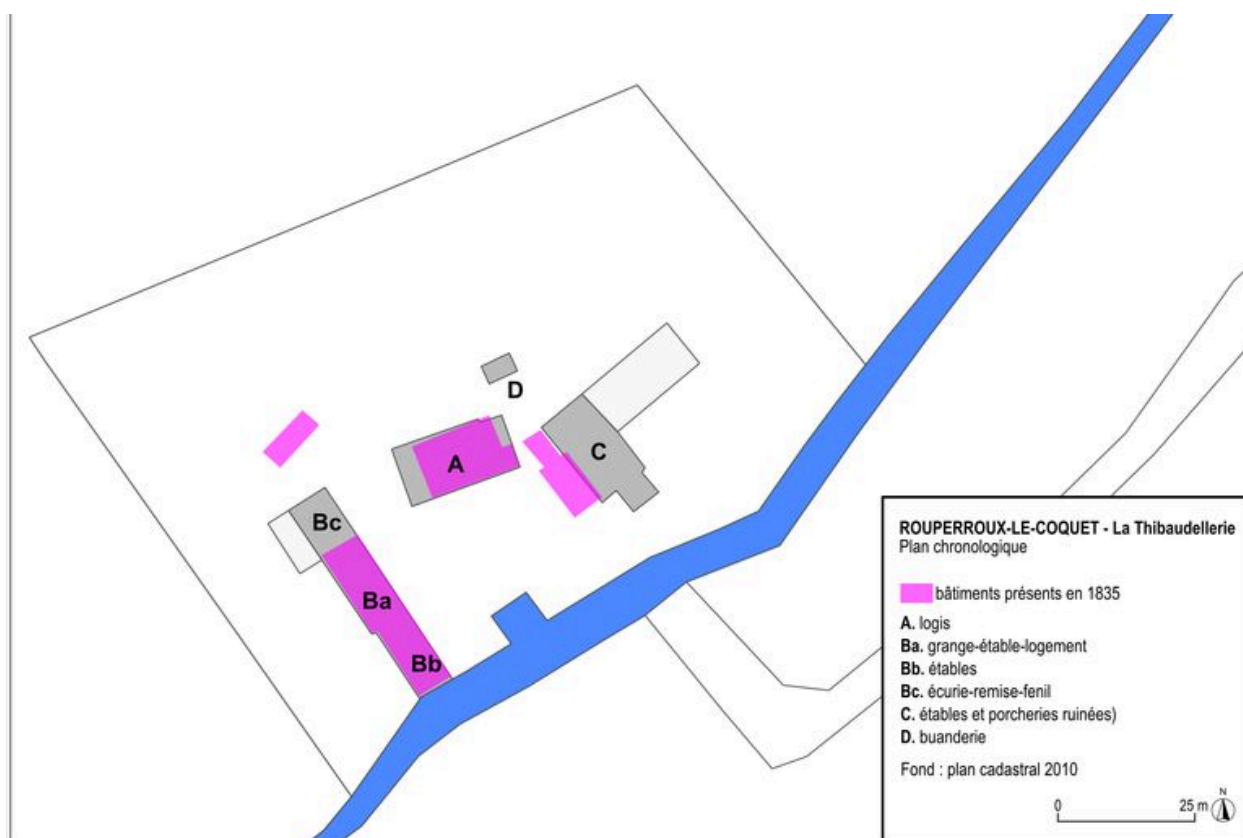 D
A
C
Bc
Ba
Bb
ROUPERROUX-LE-COQUET - La Thibaudellerie
Plan chronologique
bâtiments présents en 1835
A. logis
Ba. grange-étable-logement
Bb. étables
Bc. écurie-remise-fenil
C. étables et porcheries ruinées)
D. buanderie
Fond : plan cadastral 2010
0 25 m N